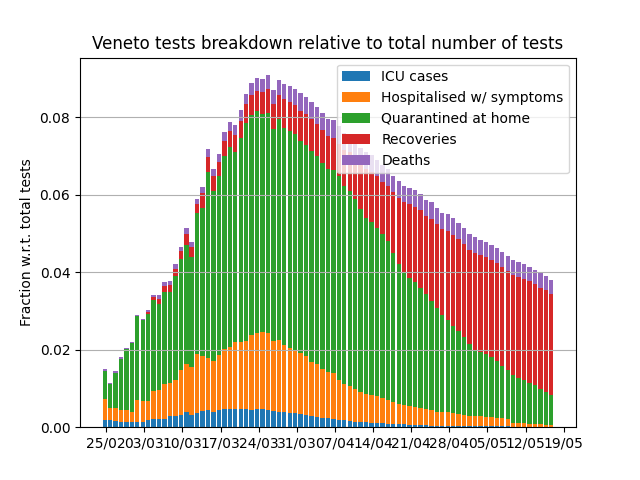 Veneto tests breakdown relative to total number of tests
ICU cases
Hospitalised w/ symptoms
Quarantined at home
Recoveries
Deaths
Fraction w.r.t. total tests
0.08
0.06
0.04
0.02
0.00
25/02 03/03 10/03 17/03 24/03 31/03 07/04 14/04 21/04 28/04 05/05 12/05 19/05